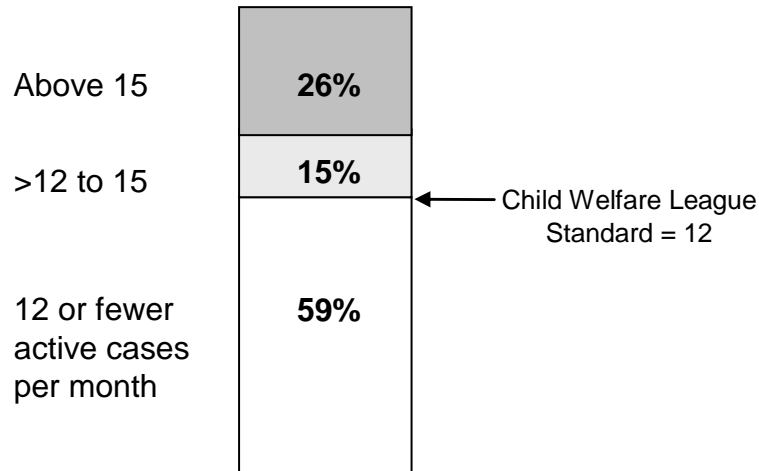 Above 15
26%
>12 to 15
15%
Child Welfare League
Standard = 12
12 or fewer
active cases
per month
59%